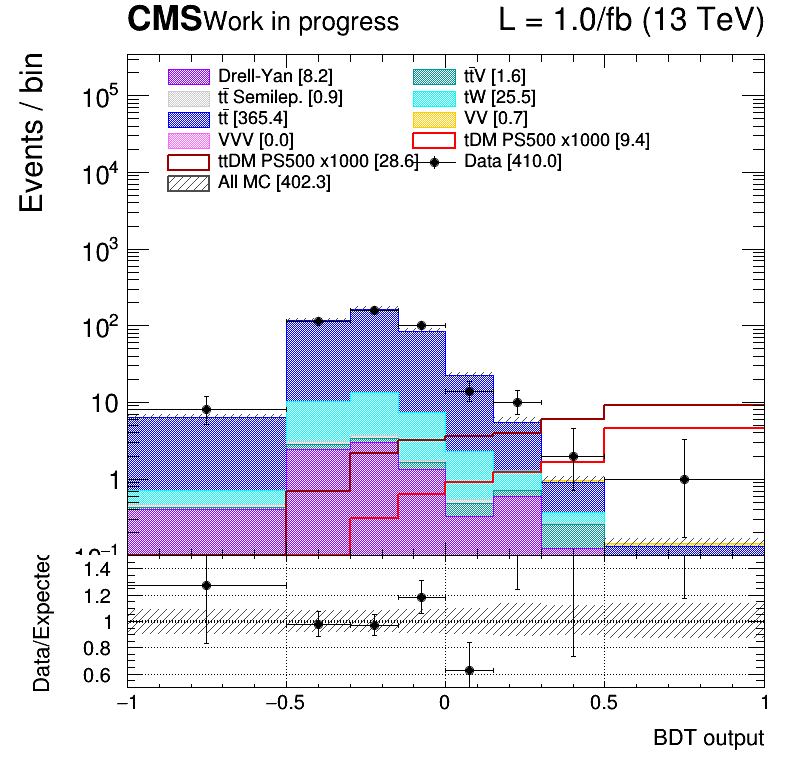 CMS Work in progress L = 1.0/fb (13 TeV)
Events / bin
Drell-Yan [8.2] tt̄V [1.6]
tt̄ Semilep. [0.9] tW [25.5]
tt̄ [365.4] VV [0.7]
VVV [0.0] tDM PS500 x1000 [9.4]
ttDM PS500 x1000 [28.6] Data [410.0]
All MC [402.3]
10⁵
10⁴
10³
10²
10
1
10⁻¹
Data/Expected
1.4
1.2
1
0.8
0.6
−1 −0.5 0 0.5 1
BDT output